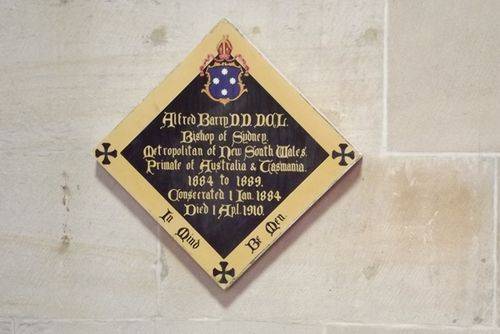 Alfred Barry D.D. D.C.L.
Bishop of Sydney.
Metropolitan of New South Wales.
Primate of Australia & Tasmania.
1884 to 1889.
Consecrated 1 Jan. 1884
Died 1 Apl. 1910.
In Mind
Be Men